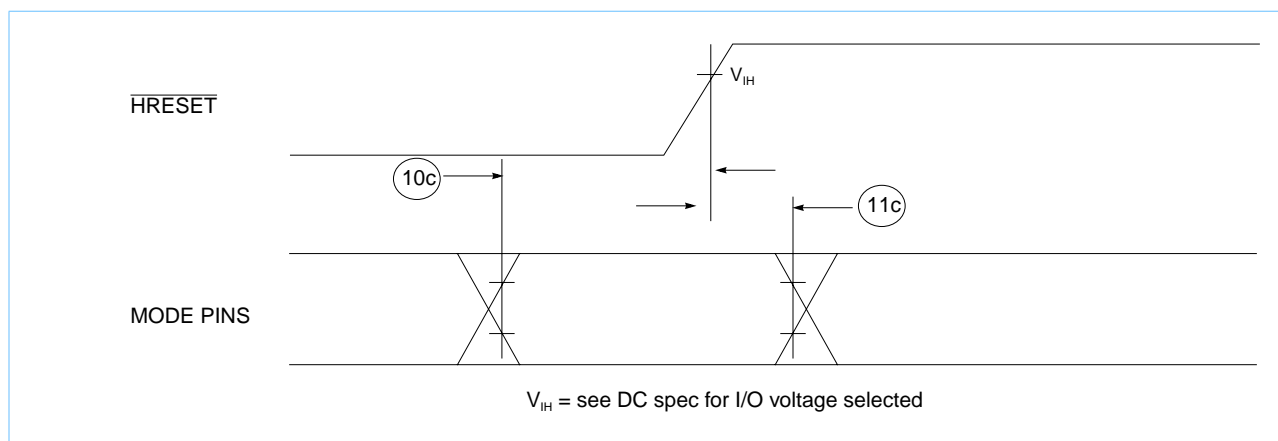 HRESET
V_IH
10c
11c
MODE PINS
V_IH = see DC spec for I/O voltage selected